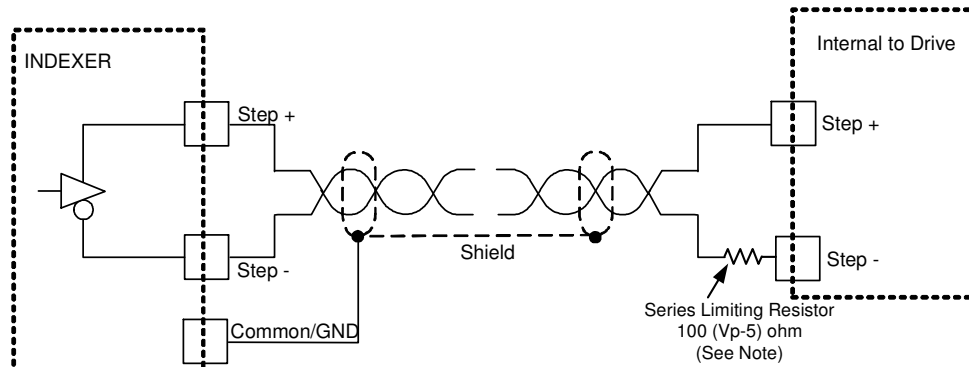 INDEXER
Internal to Drive
Step +
Step +
Shield
Step -
Step -
Common/GND
Series Limiting Resistor
100 (Vp-5) ohm
(See Note)